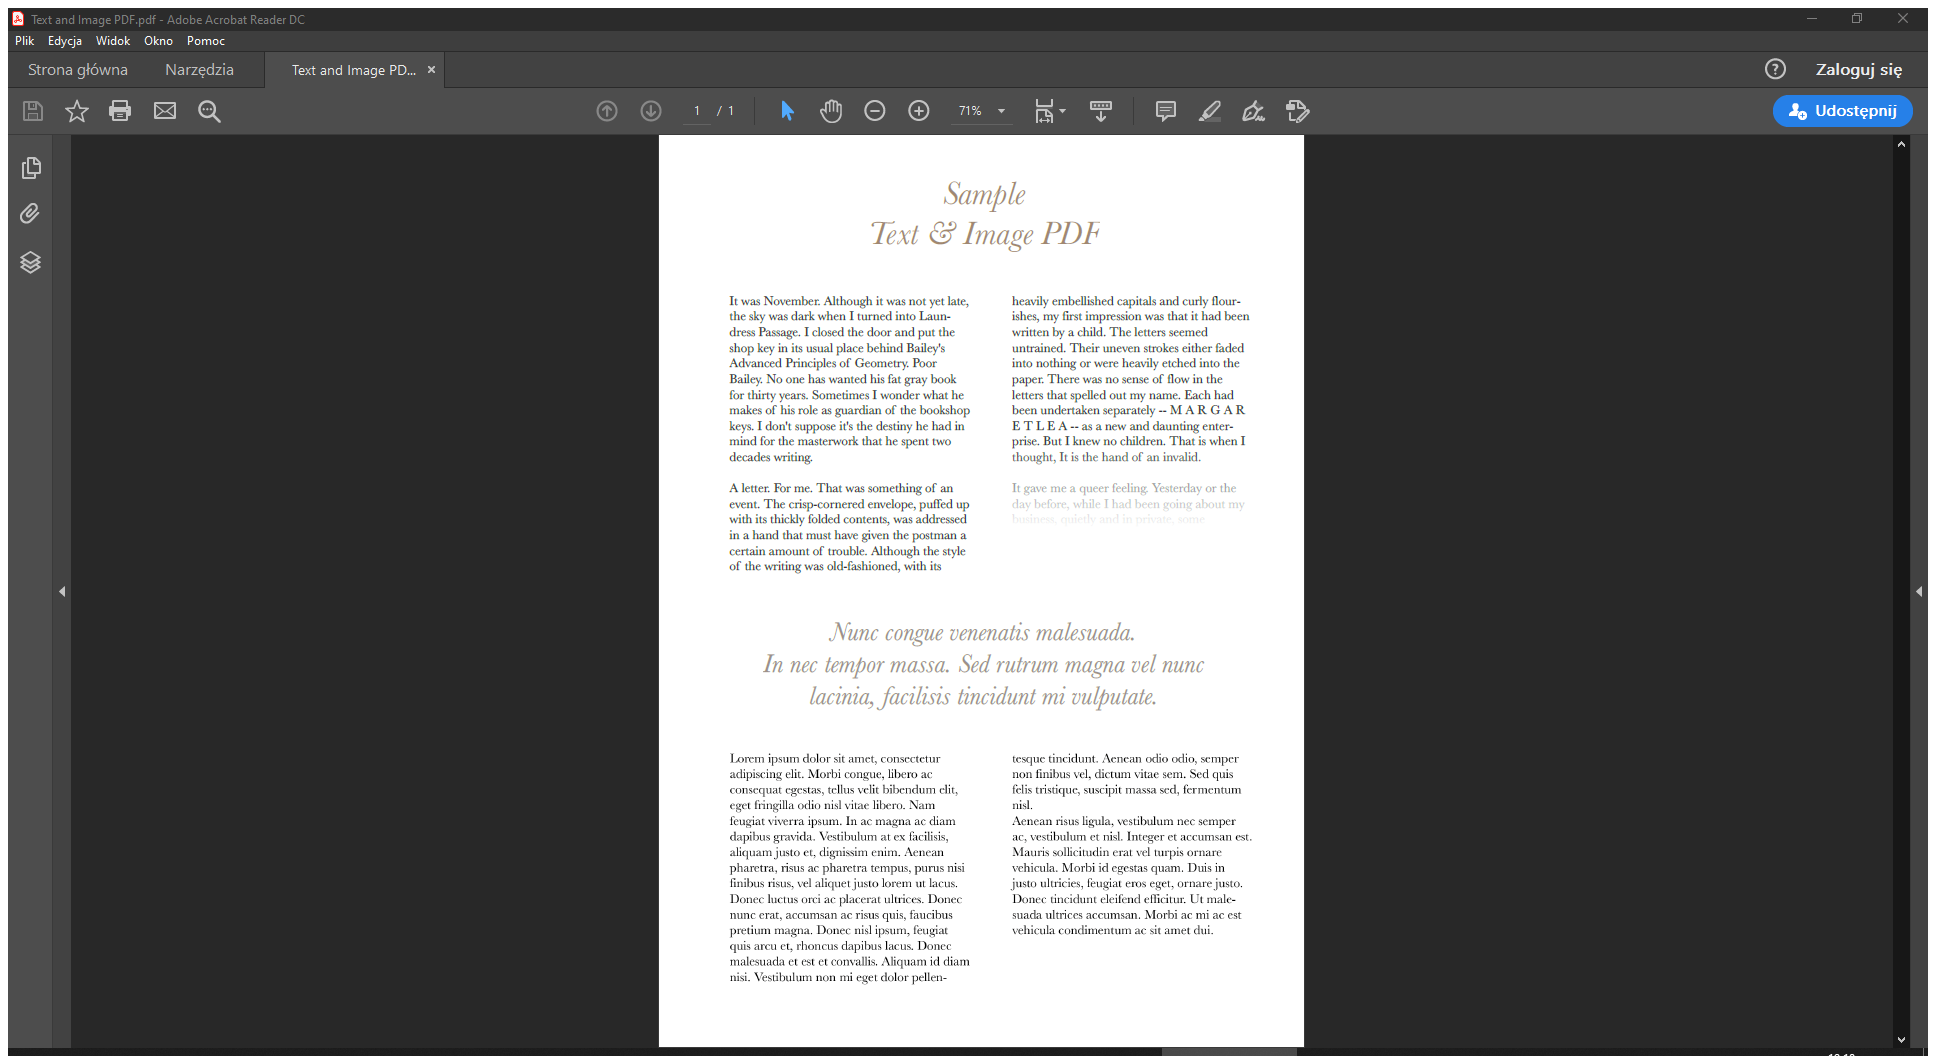 Text and Image PDF.pdf - Adobe Acrobat Reader DC
Plik Edycja Widok Okno Pomoc
Strona główna Narzędzia Text and Image PD... Zaloguj się
1 / 1 71% Udostępnij
Sample
Text & Image PDF
It was November. Although it was not yet late,
the sky was dark when I turned into Laun-
dress Passage. I closed the door and put the
shop key in its usual place behind Bailey's
Advanced Principles of Geometry. Poor
Bailey. No one has wanted his fat gray book
for thirty years. Sometimes I wonder what he
makes of his role as guardian of the bookshop
keys. I don't suppose it's the destiny he had in
mind for the masterwork that he spent two
decades writing.
A letter. For me. That was something of an
event. The crisp-cornered envelope, puffed up
with its thickly folded contents, was addressed
in a hand that must have given the postman a
certain amount of trouble. Although the style
of the writing was old-fashioned, with its
heavily embellished capitals and curly flour-
ishes, my first impression was that it had been
written by a child. The letters seemed
untrained. Their uneven strokes either faded
into nothing or were heavily etched into the
paper. There was no sense of flow in the
letters that spelled out my name. Each had
been undertaken separately -- M A R G A R
E T L E A -- as a new and daunting enter-
prise. But I knew no children. That is when I
thought, It is the hand of an invalid.
It gave me a queer feeling. Yesterday or the
day before, while I had been going about my
business, quietly and in private, some
Nunc congue venenatis malesuada.
In nec tempor massa. Sed rutrum magna vel nunc
lacinia, facilisis tincidunt mi vulputate.
Lorem ipsum dolor sit amet, consectetur
adipiscing elit. Morbi congue, libero ac
consequat egestas, tellus velit bibendum elit,
eget fringilla odio nisl vitae libero. Nam
feugiat viverra ipsum. In ac magna ac diam
dapibus gravida. Vestibulum at ex facilisis,
aliquam justo et, dignissim enim. Aenean
pharetra, risus ac pharetra tempus, purus nisi
finibus risus, vel aliquet justo lorem ut lacus.
Donec luctus orci ac placerat ultrices. Donec
nunc erat, accumsan ac risus quis, faucibus
pretium magna. Donec nisl ipsum, feugiat
quis arcu et, rhoncus dapibus lacus. Donec
malesuada et est et convallis. Aliquam id diam
nisi. Vestibulum non mi eget dolor pellen-
tesque tincidunt. Aenean odio odio, semper
non finibus vel, dictum vitae sem. Sed quis
felis tristique, suscipit massa sed, fermentum
nisl.
Aenean risus ligula, vestibulum nec semper
ac, vestibulum et nisl. Integer et accumsan est.
Mauris sollicitudin erat vel turpis ornare
vehicula. Morbi id egestas quam. Duis in
justo ultricies, feugiat eros eget, ornare justo.
Donec tincidunt eleifend efficitur. Ut male-
suada ultrices accumsan. Morbi ac mi ac est
vehicula condimentum ac sit amet dui.